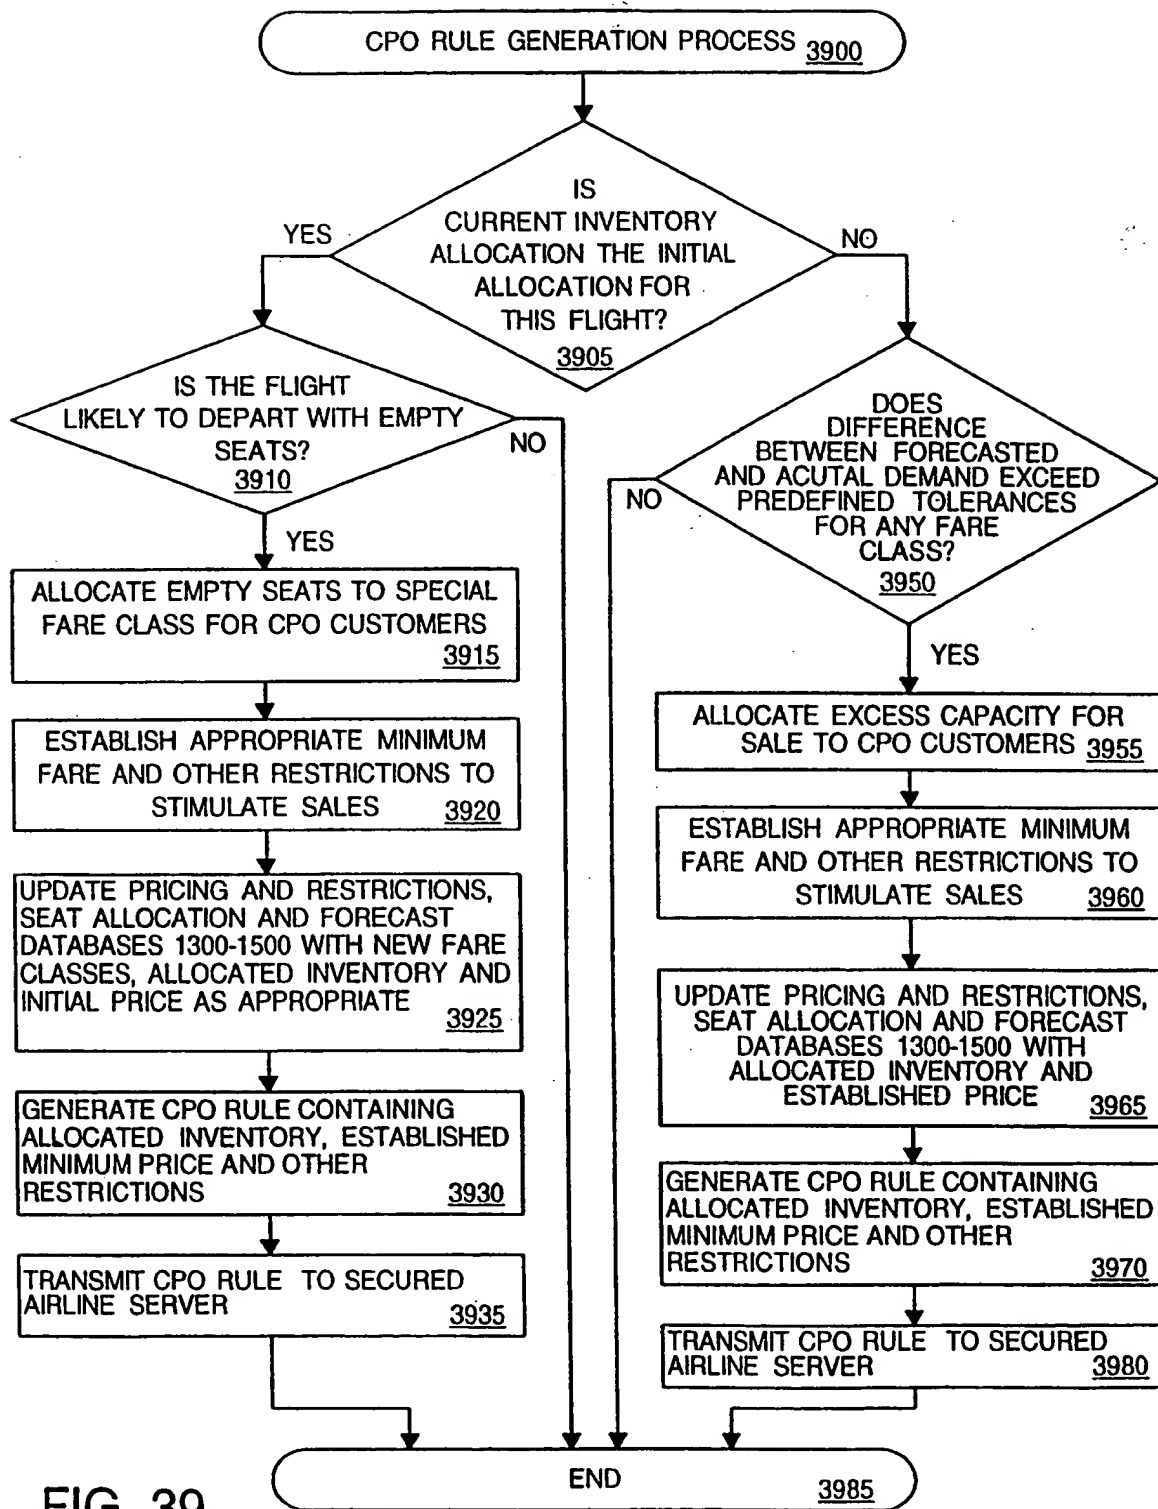 CPO RULE GENERATION PROCESS 3900
IS
CURRENT INVENTORY
ALLOCATION THE INITIAL
ALLOCATION FOR
THIS FLIGHT?
3905
YES
NO
IS THE FLIGHT
LIKELY TO DEPART WITH EMPTY
SEATS?
3910
NO
YES
ALLOCATE EMPTY SEATS TO SPECIAL
FARE CLASS FOR CPO CUSTOMERS
3915
ESTABLISH APPROPRIATE MINIMUM
FARE AND OTHER RESTRICTIONS TO
STIMULATE SALES 3920
UPDATE PRICING AND RESTRICTIONS,
SEAT ALLOCATION AND FORECAST
DATABASES 1300-1500 WITH NEW FARE
CLASSES, ALLOCATED INVENTORY AND
INITIAL PRICE AS APPROPRIATE
3925
GENERATE CPO RULE CONTAINING
ALLOCATED INVENTORY, ESTABLISHED
MINIMUM PRICE AND OTHER
RESTRICTIONS 3930
TRANSMIT CPO RULE TO SECURED
AIRLINE SERVER 3935
DOES
DIFFERENCE
BETWEEN FORECASTED
AND ACUTAL DEMAND EXCEED
PREDEFINED TOLERANCES
FOR ANY FARE
CLASS?
3950
NO
YES
ALLOCATE EXCESS CAPACITY FOR
SALE TO CPO CUSTOMERS 3955
ESTABLISH APPROPRIATE MINIMUM
FARE AND OTHER RESTRICTIONS TO
STIMULATE SALES 3960
UPDATE PRICING AND RESTRICTIONS,
SEAT ALLOCATION AND FORECAST
DATABASES 1300-1500 WITH
ALLOCATED INVENTORY AND
ESTABLISHED PRICE 3965
GENERATE CPO RULE CONTAINING
ALLOCATED INVENTORY, ESTABLISHED
MINIMUM PRICE AND OTHER
RESTRICTIONS 3970
TRANSMIT CPO RULE TO SECURED
AIRLINE SERVER 3980
END 3985
FIG. 39